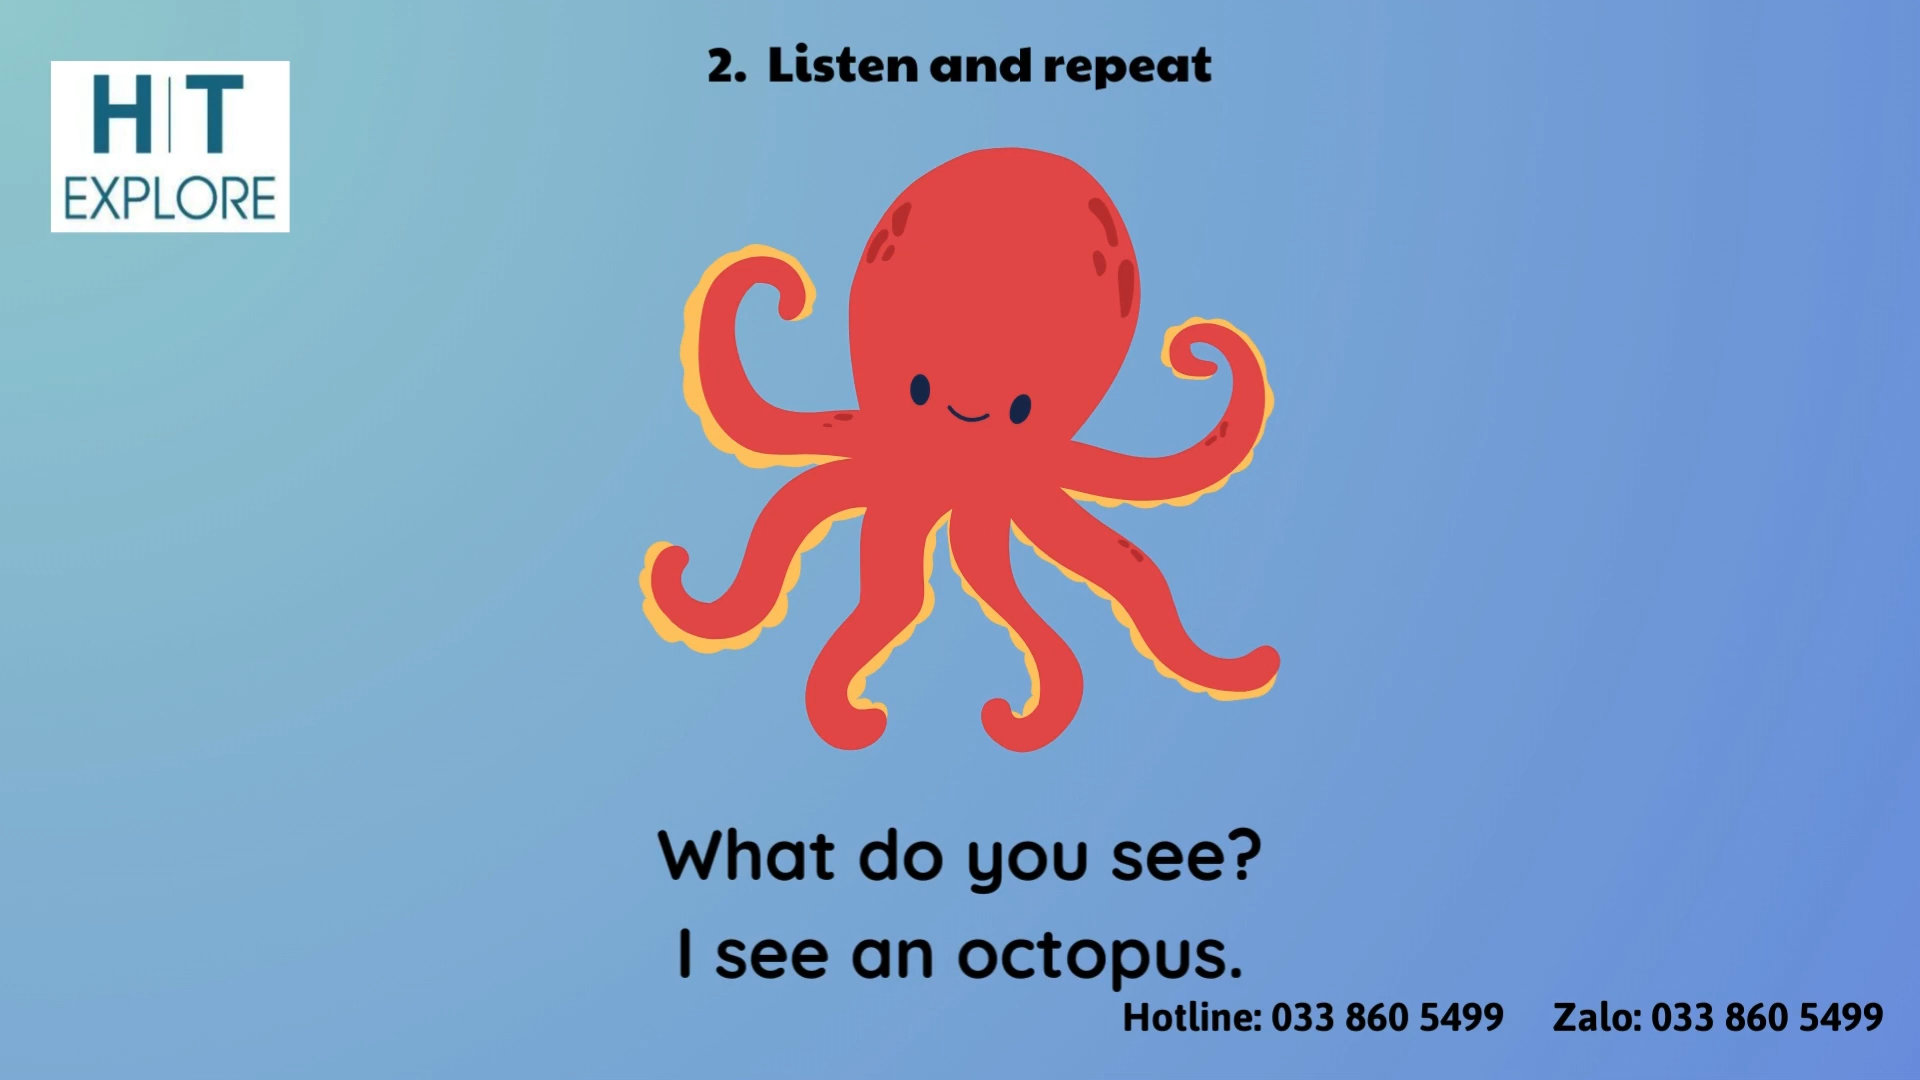 2. Listen and repeat
H|T
EXPLORE
What do you see?
I see an octopus.
Hotline: 033 860 5499 Zalo: 033 860 5499